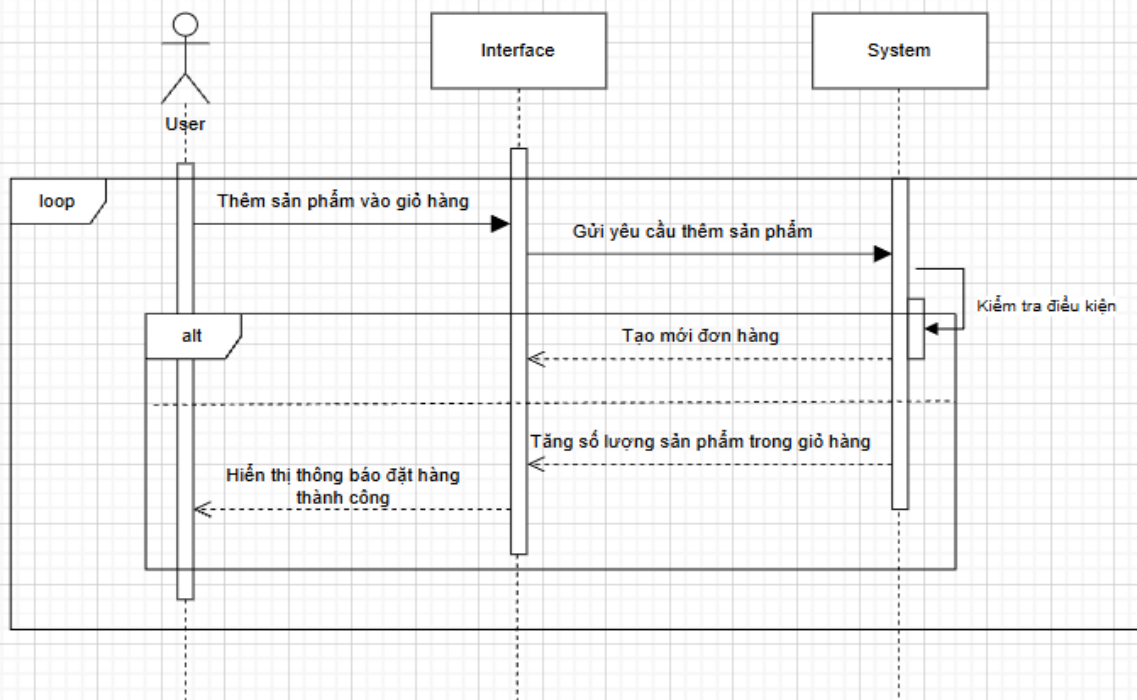 User
Interface
System
loop
Thêm sản phẩm vào giỏ hàng
Gửi yêu cầu thêm sản phẩm
Kiểm tra điều kiện
alt
Tạo mới đơn hàng
Tăng số lượng sản phẩm trong giỏ hàng
Hiển thị thông báo đặt hàng
thành công